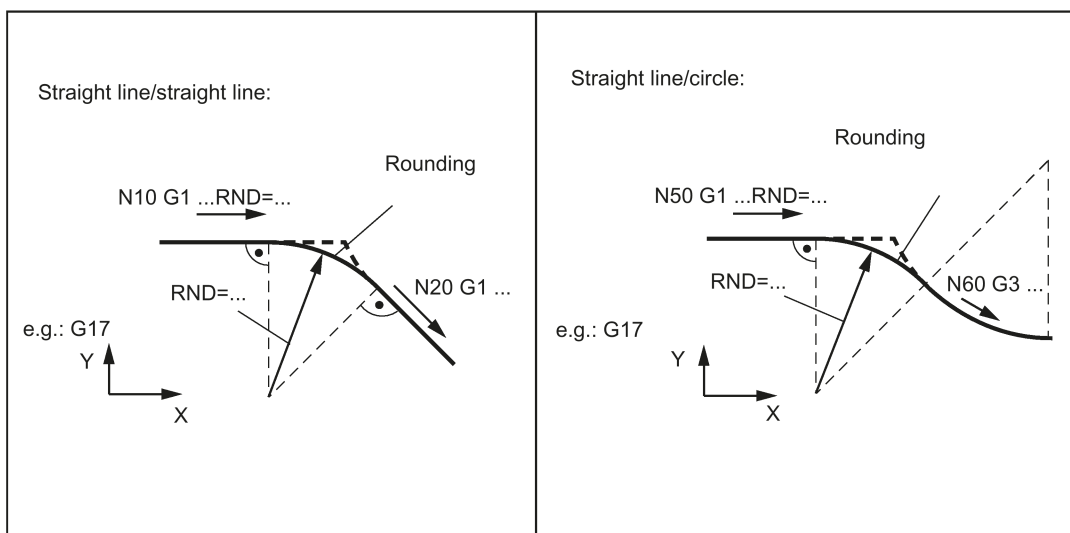 Straight line/straight line:
Rounding
N10 G1 ...RND=...
RND=...
N20 G1 ...
e.g.: G17
Y
X
Straight line/circle:
Rounding
N50 G1 ...RND=...
RND=...
N60 G3 ...
e.g.: G17
Y
X